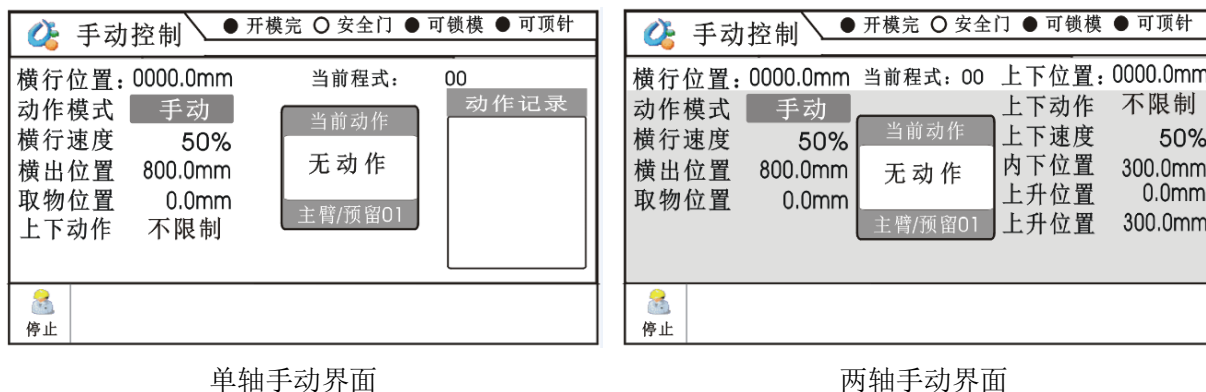 手动控制 ● 开模完 ○ 安全门 ● 可锁模 ● 可顶针
横行位置：0000.0mm 当前程式： 00
动作模式 手动
横行速度 50%
横出位置 800.0mm
取物位置 0.0mm
上下动作 不限制
当前动作
无动作
主臂/预留01
动作记录
停止
单轴手动界面
手动控制 ● 开模完 ○ 安全门 ● 可锁模 ● 可顶针
横行位置：0000.0mm 当前程式：00 上下位置：0000.0mm
动作模式 手动
横行速度 50%
横出位置 800.0mm
取物位置 0.0mm
当前动作
无动作
主臂/预留01
上下动作 不限制
上下速度 50%
内下位置 300.0mm
上升位置 0.0mm
上升位置 300.0mm
停止
两轴手动界面